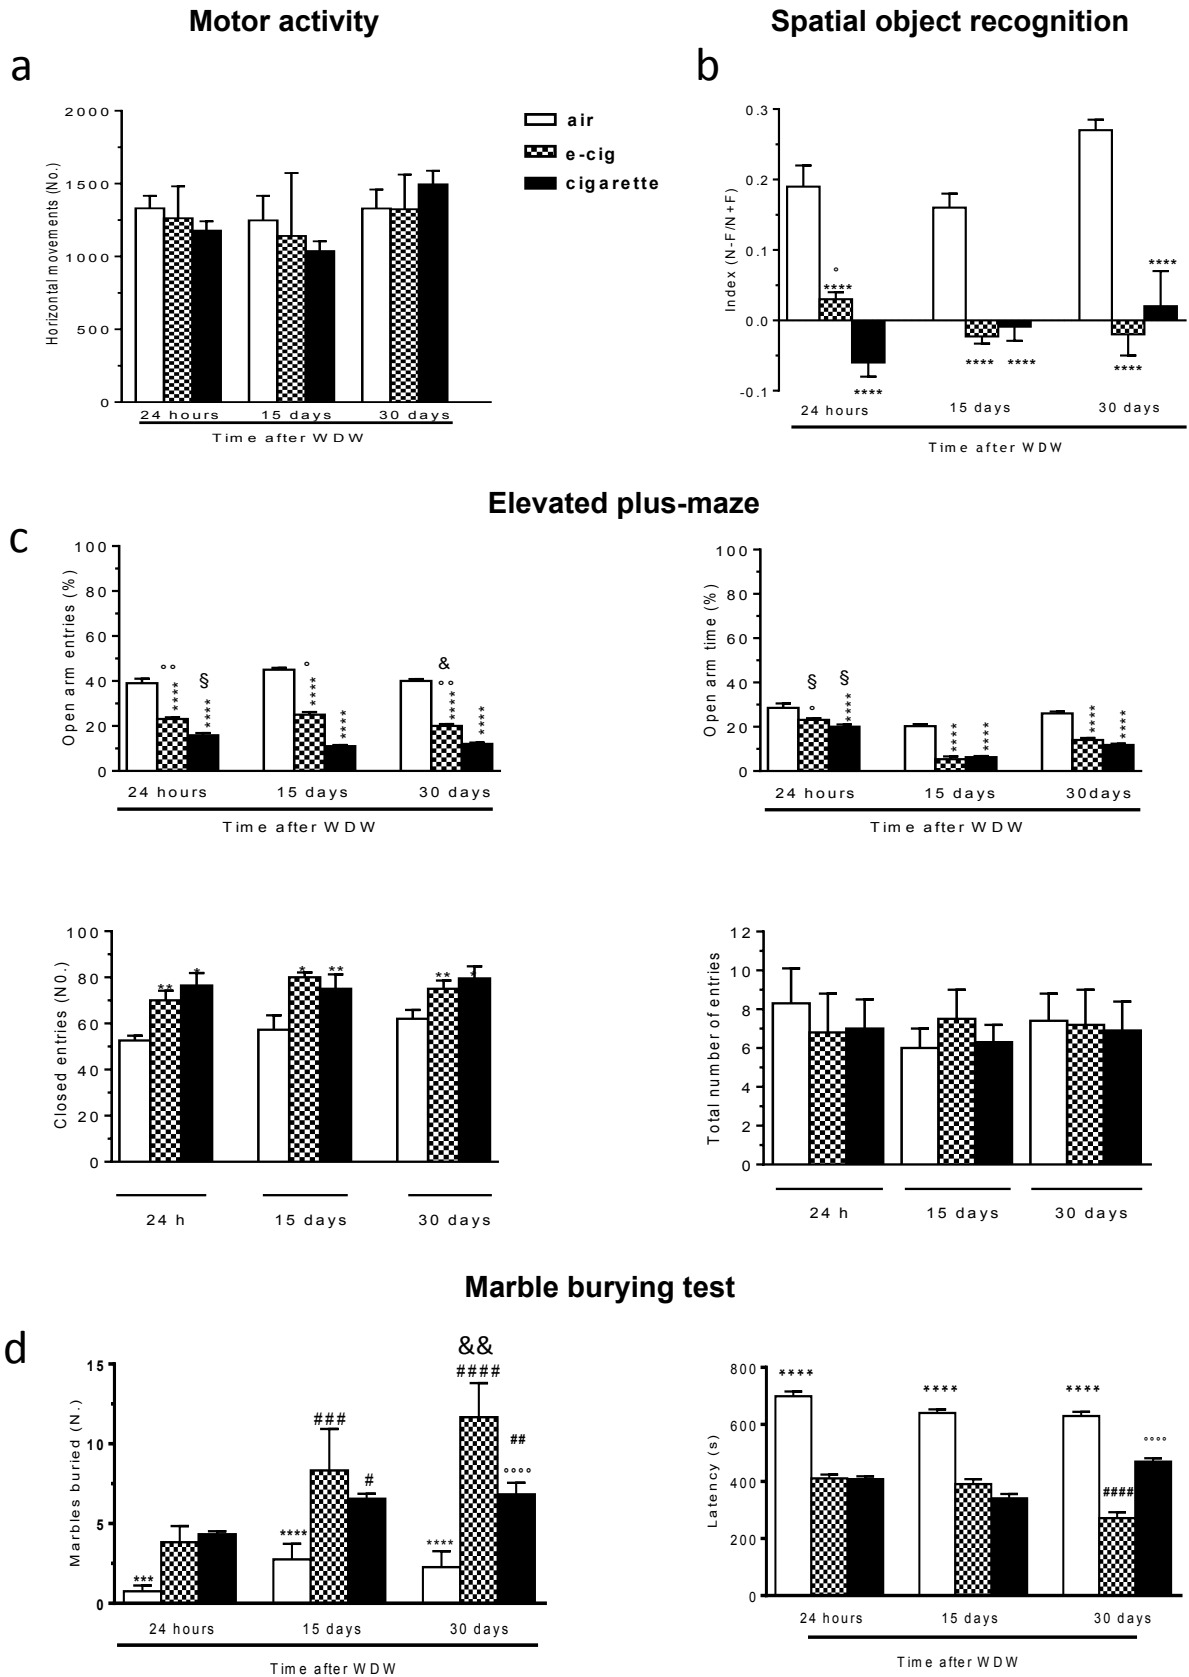 Motor activity
Spatial object recognition
a
Horizontal movements (No.)
2000
1500
1000
500
0
24 hours 15 days 30 days
Time after WDW
air
e-cig
cigarette
b
Index (N-F/N+F)
0.3
0.2
0.1
0.0
-0.1
°
****
****
****
****
****
****
24 hours 15 days 30 days
Time after WDW
Elevated plus-maze
c
Open arm entries (%)
100
80
60
40
20
0
°°
****
§
****
°
****
****
&
°°
****
****
24 hours 15 days 30 days
Time after WDW
Open arm time (%)
100
80
60
40
20
0
§
°
§
****
****
****
****
****
24 hours 15 days 30days
Time after WDW
Closed entries (N0.)
100
80
60
40
20
0
**
*
*
**
**
*
24 h 15 days 30 days
Total number of entries
12
10
8
6
4
2
0
24 h 15 days 30 days
Marble burying test
d
Marbles buried (N.)
15
10
5
0
***
****
###
#
****
&&
####
##
°°°°
24 hours 15 days 30 days
Time after WDW
Latency (s)
800
600
400
200
0
****
****
****
####
°°°°
24 hours 15 days 30 days
Time after WDW